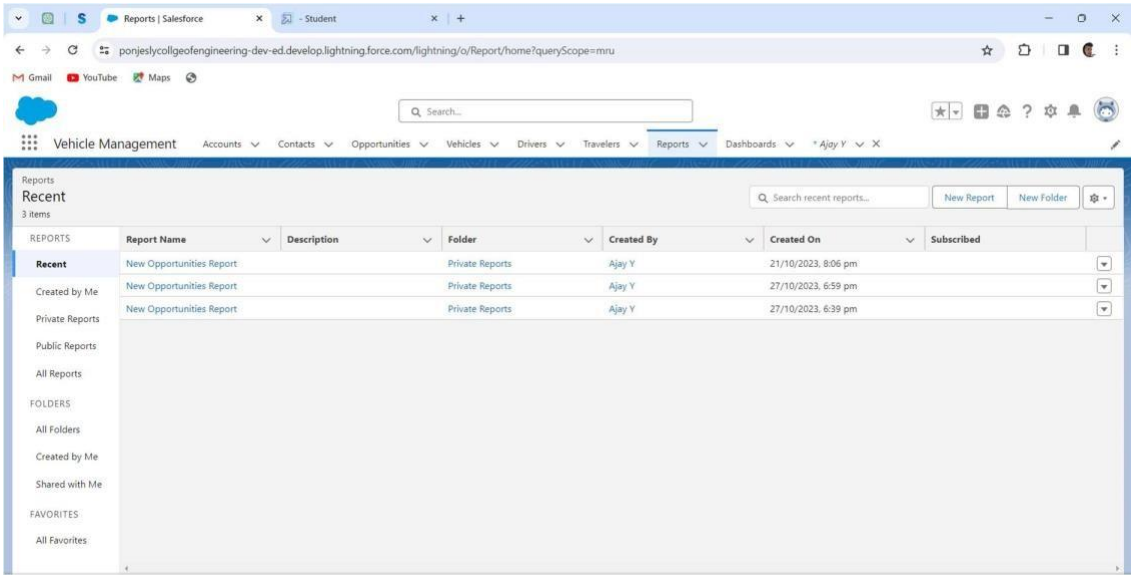 S Reports | Salesforce - Student
ponjeslycollgeofengineering-dev-ed.develop.lightning.force.com/lightning/o/Report/home?queryScope=mru
Gmail YouTube Maps
Search...
Vehicle Management Accounts Contacts Opportunities Vehicles Drivers Travelers Reports Dashboards * Ajay Y
Reports
Recent
3 items
Search recent reports...
New Report New Folder
REPORTS Report Name Description Folder Created By Created On Subscribed
Recent New Opportunities Report Private Reports Ajay Y 21/10/2023, 8:06 pm
Created by Me New Opportunities Report Private Reports Ajay Y 27/10/2023, 6:59 pm
Private Reports New Opportunities Report Private Reports Ajay Y 27/10/2023, 6:39 pm
Public Reports
All Reports
FOLDERS
All Folders
Created by Me
Shared with Me
FAVORITES
All Favorites